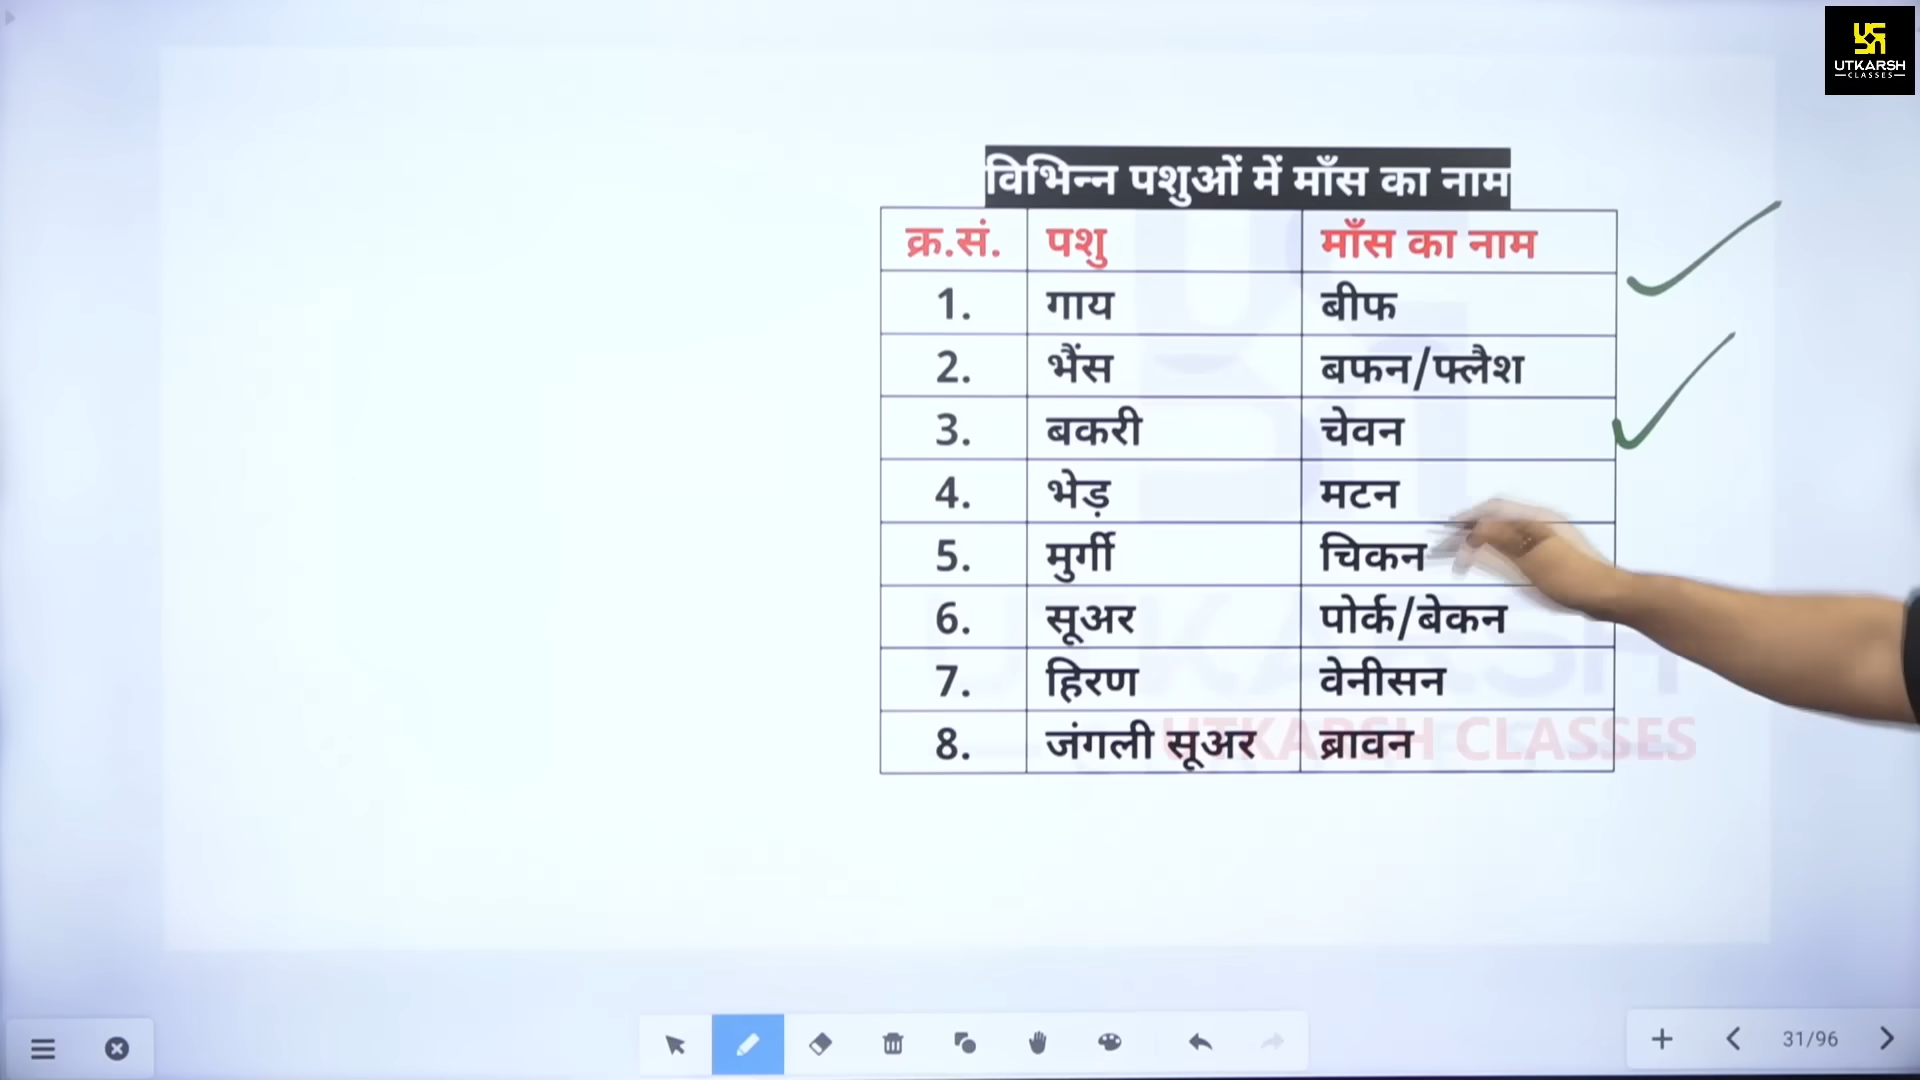 UTKARSH
CLASSES
विभिन्न पशुओं में माँस का नाम
क्र.सं. पशु माँस का नाम
1. गाय बीफ
2. भैंस बफन/फ्लैश
3. बकरी चेवन
4. भेड़ मटन
5. मुर्गी चिकन
6. सूअर पोर्क/बेकन
7. हिरण वेनीसन
8. जंगली सूअर ब्रावन
UTKARSH
UTKARSH CLASSES
31/96